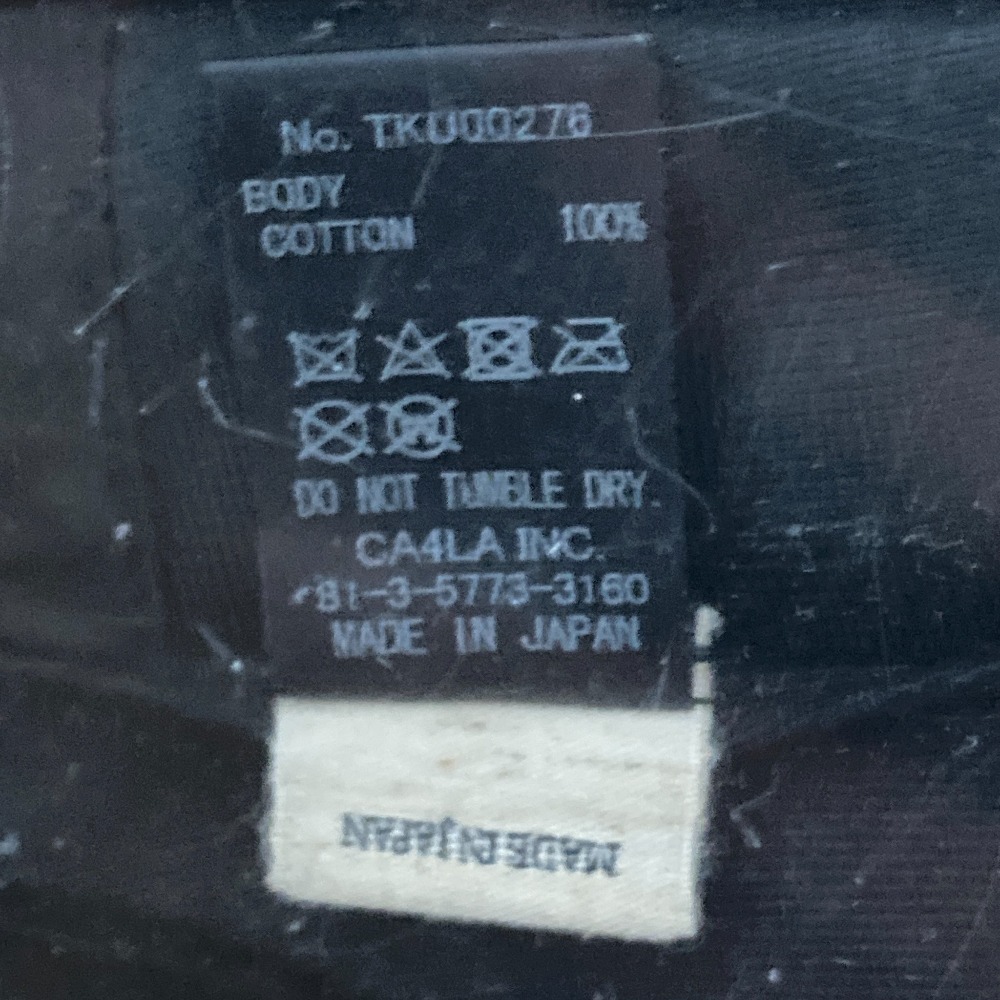 No. TKU00276
BODY
COTTON 100%
DO NOT TUMBLE DRY.
CA4LA INC.
+81-3-5773-3160
MADE IN JAPAN
MADE IN JAPAN